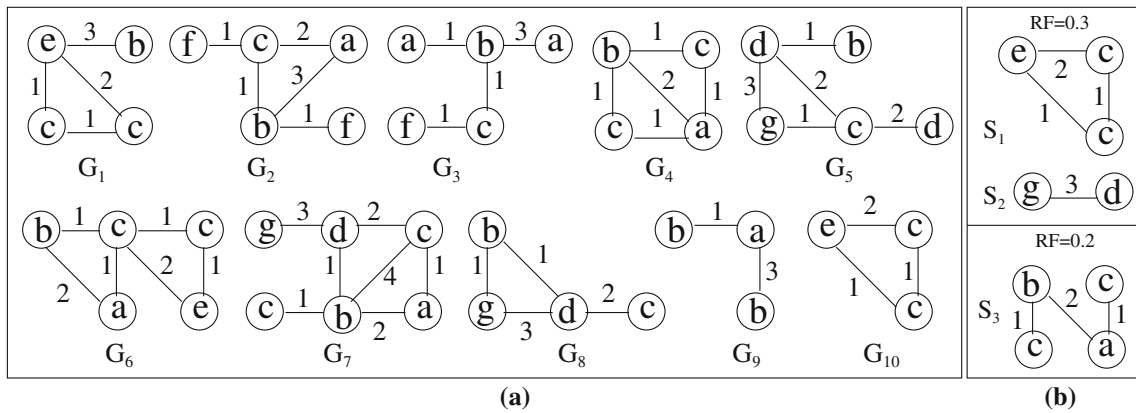 e 3 b
1 2
c 1 c
G1
f 1 c 2 a
1 3
b 1 f
G2
a 1 b 3 a
1
f 1 c
G3
b 1 c
1 2 1
c 1 a
G4
d 1 b
3 2
g 1 c 2 d
G5
b 1 c 1 c
2 1 2 1
a e
G6
g 3 d 2 c
1 4 1
c 1 b 2 a
G7
b
1 1
g 3 d 2 c
G8
b 1 a
3
b
G9
e 2 c
1 1
c
G10
(a)
RF=0.3
e 2 c
1 1
c
S1
S2 g 3 d
RF=0.2
b c
S3 1 2 1
c a
(b)